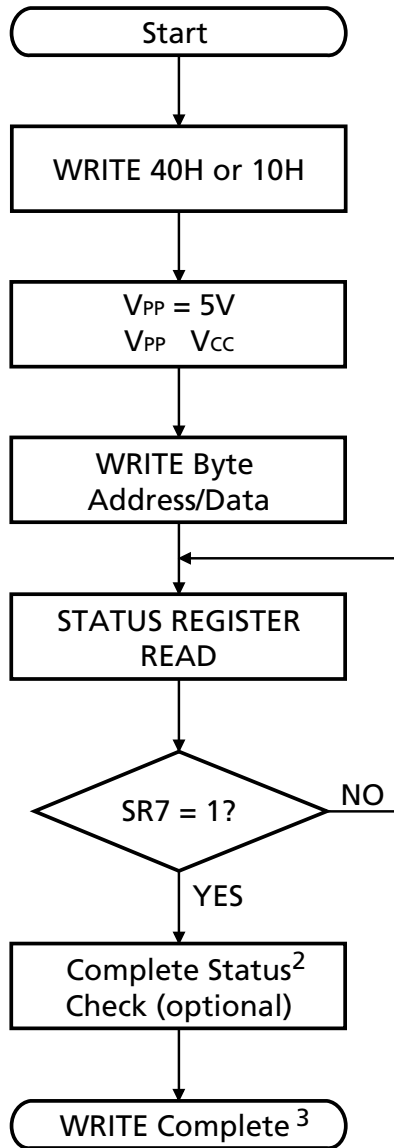 Start
WRITE 40H or 10H
VPP = 5V
VPP VCC
WRITE Byte
Address/Data
STATUS REGISTER
READ
SR7 = 1?
NO
YES
Complete Status²
Check (optional)
WRITE Complete ³